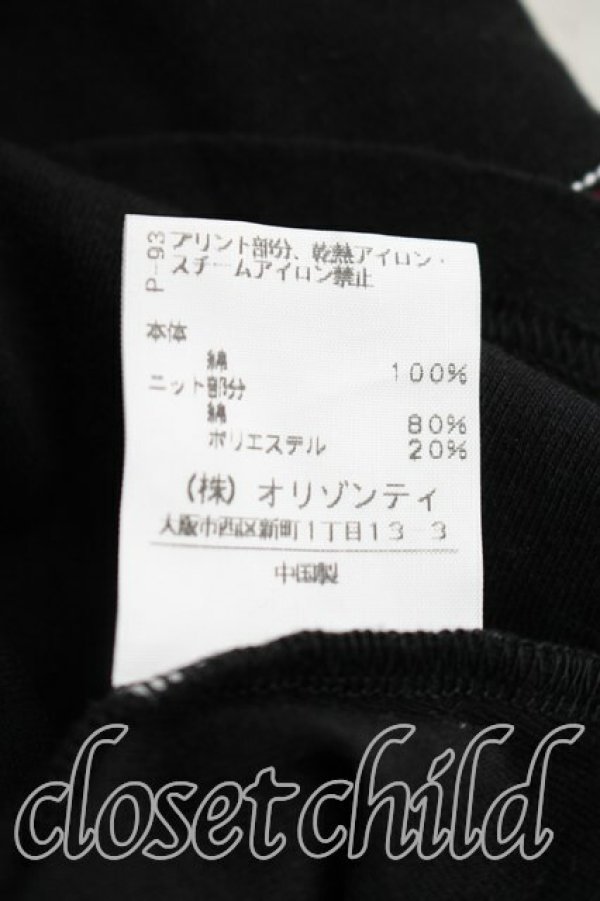 P-93
プリント部分、乾熱アイロン・
スチームアイロン禁止
本体
綿 100%
ニット部分
綿 80%
ポリエステル 20%
(株)オリゾンティ
大阪市西区新町1丁目13-3
中国製
closet child